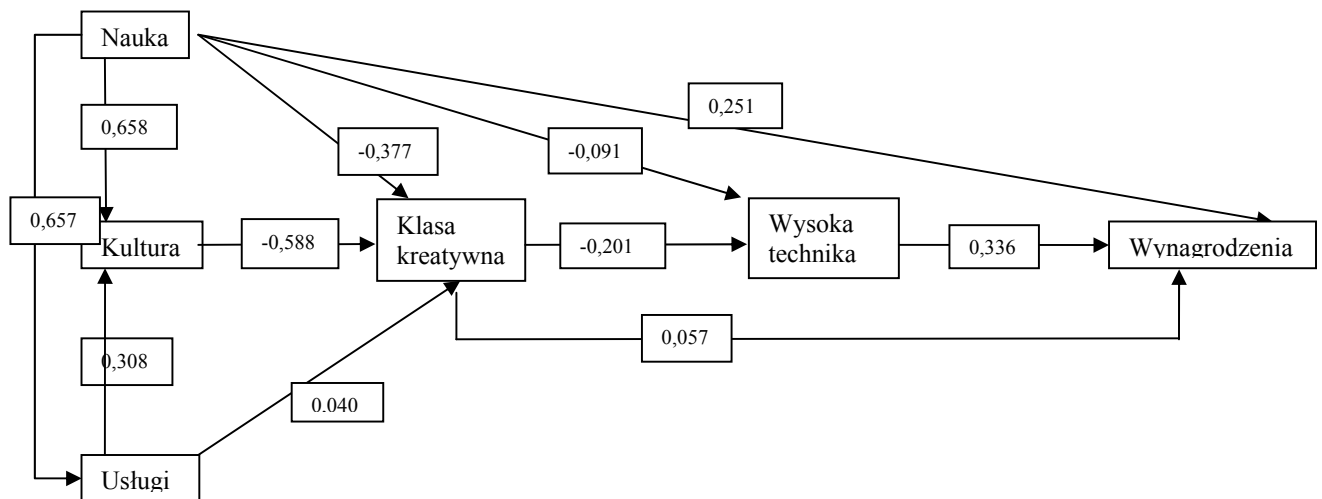 Nauka
0,251
0,658
-0,377
-0,091
0,657
Kultura
-0,588
Klasa
kreatywna
-0,201
Wysoka
technika
0,336
Wynagrodzenia
0,057
0,308
0.040
Usługi